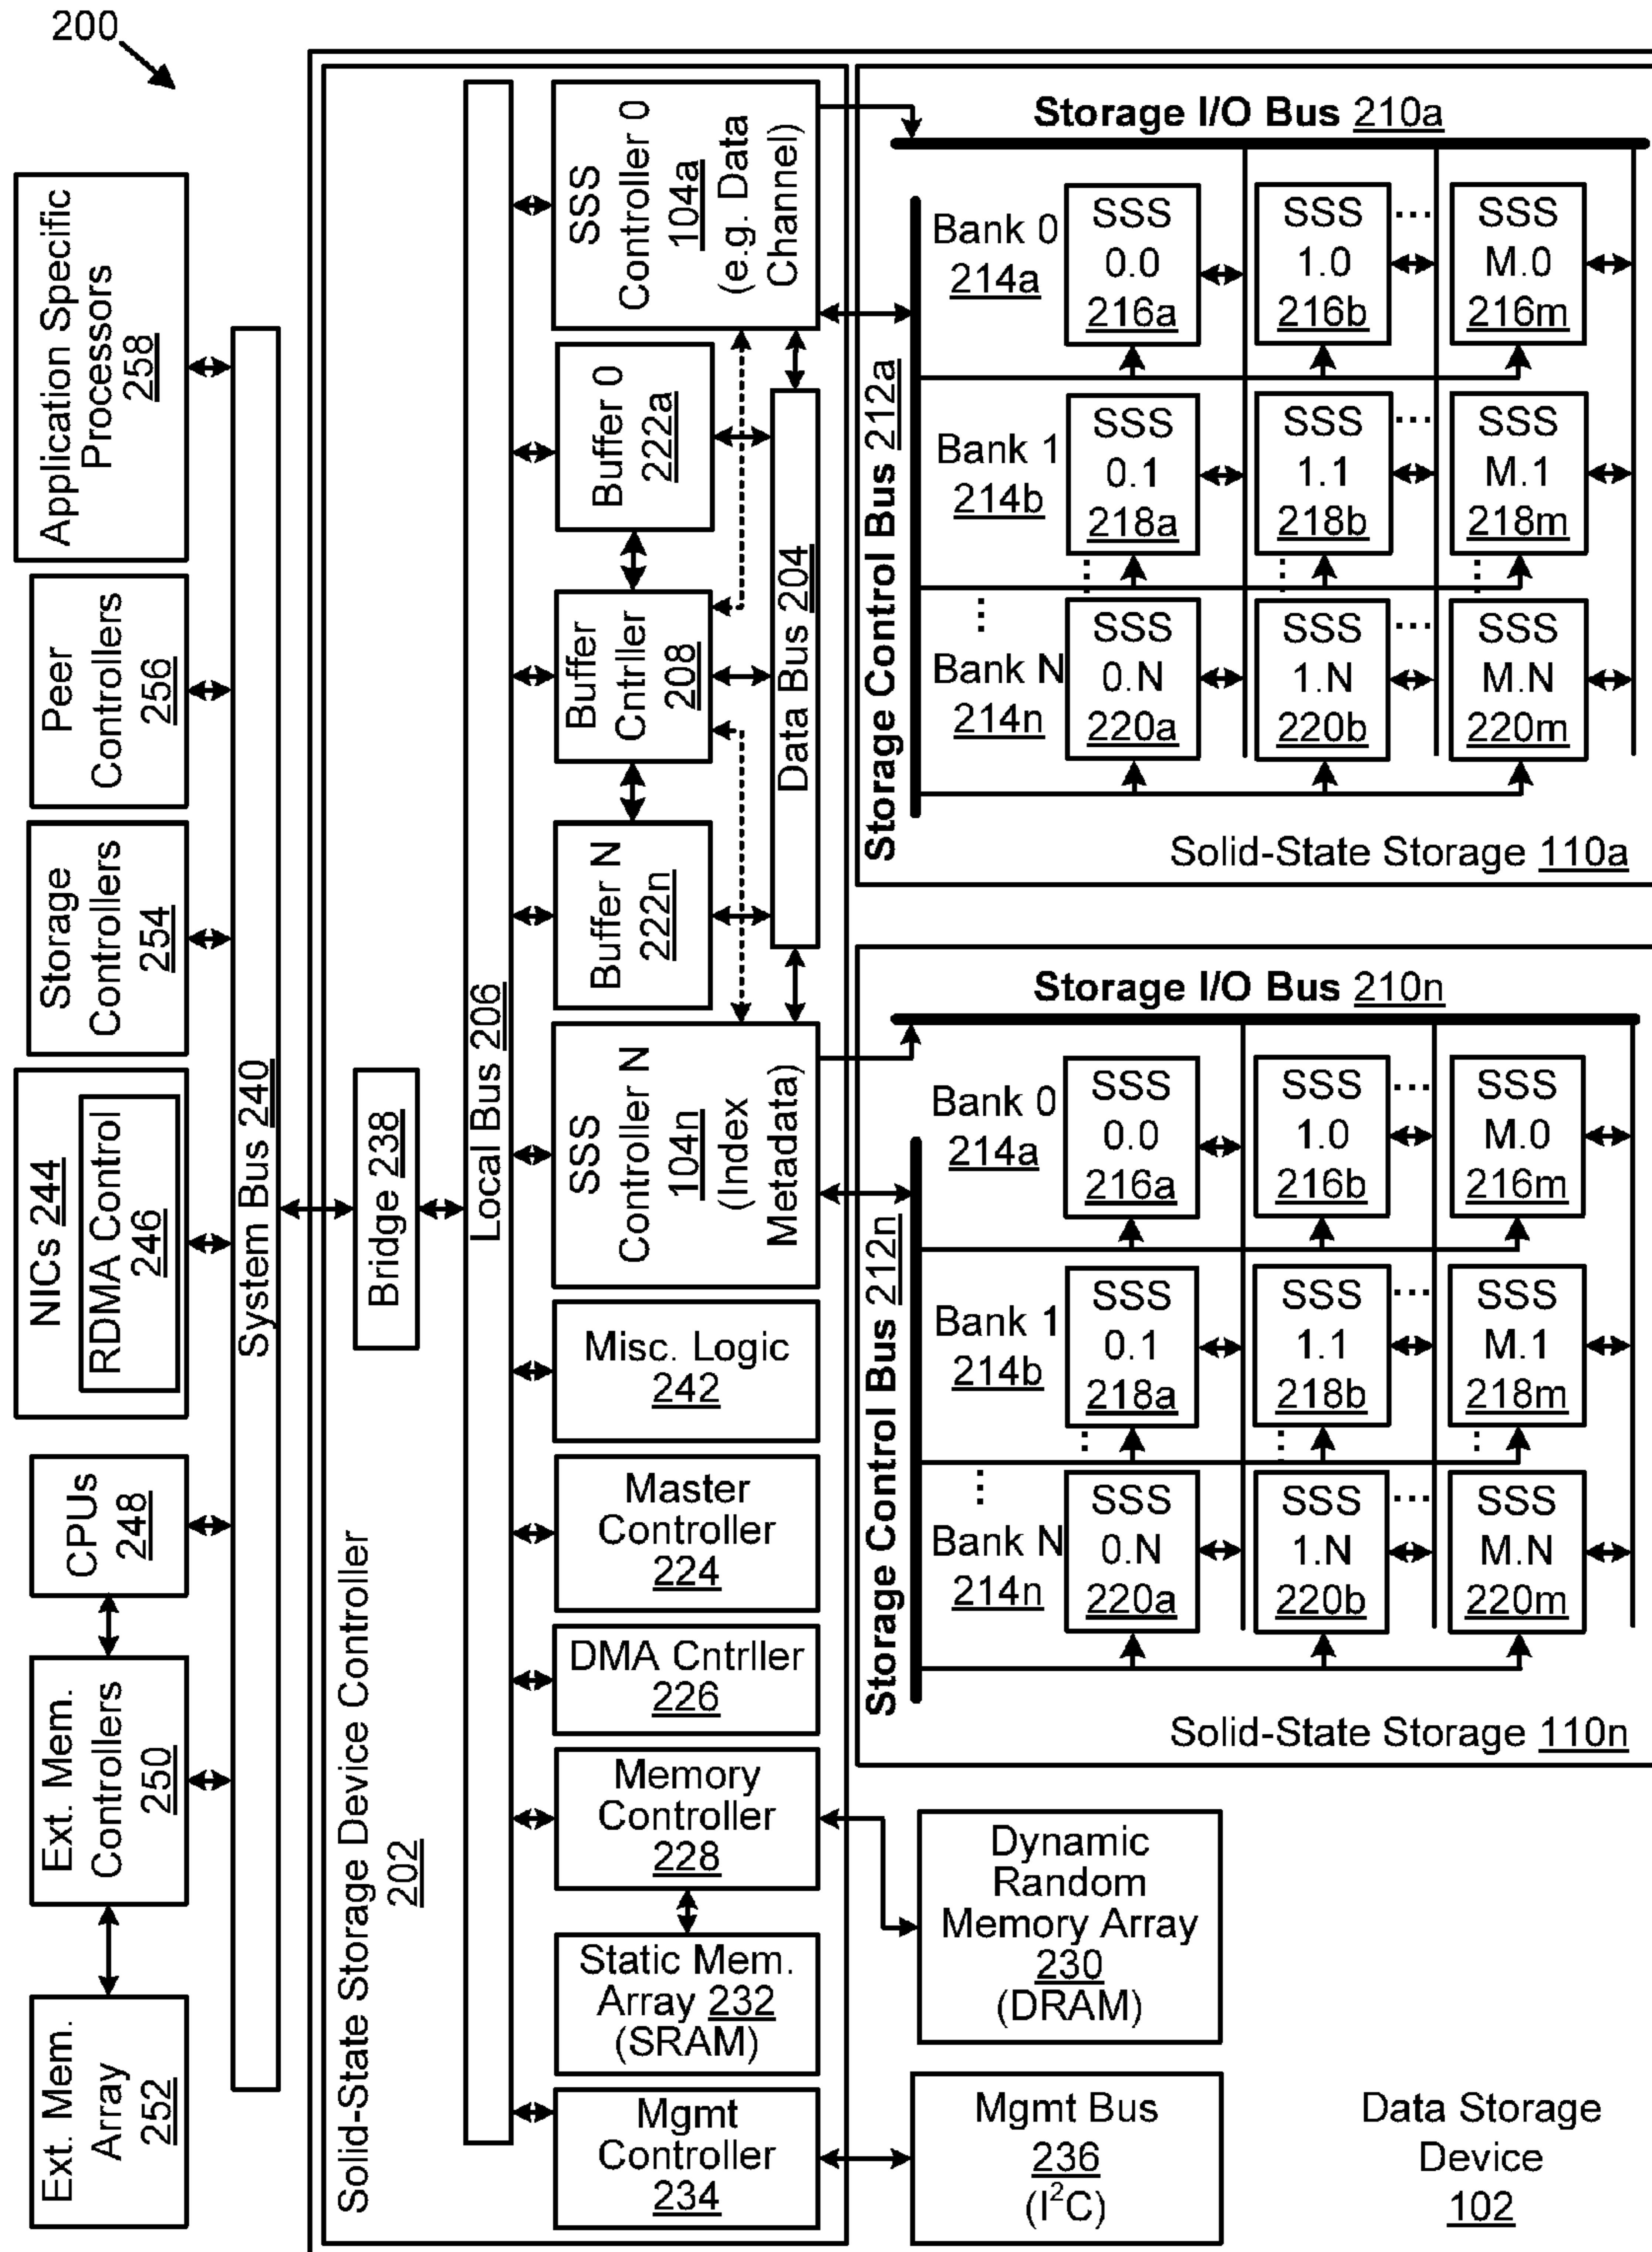 200
Application Specific
Processors
258
Peer
Controllers
256
Storage
Controllers
254
NICs 244
RDMA Control
246
CPUs
248
Ext. Mem.
Controllers
250
Ext. Mem.
Array
252
System Bus 240
Solid-State Storage Device Controller
202
Bridge 238
Local Bus 206
SSS
Controller 0
104a
(e.g. Data
Channel)
Buffer 0
222a
Buffer
Cntrller
208
Buffer N
222n
Data Bus 204
SSS
Controller N
104n
(Index
Metadata)
Misc. Logic
242
Master
Controller
224
DMA Cntrller
226
Memory
Controller
228
Static Mem.
Array 232
(SRAM)
Mgmt
Controller
234
Storage I/O Bus 210a
Storage Control Bus 212a
Bank 0
214a
SSS
0.0
216a
SSS
1.0
216b
...
SSS
M.0
216m
Bank 1
214b
SSS
0.1
218a
SSS
1.1
218b
...
SSS
M.1
218m
Bank N
214n
SSS
0.N
220a
SSS
1.N
220b
...
SSS
M.N
220m
Solid-State Storage 110a
Storage I/O Bus 210n
Storage Control Bus 212n
Bank 0
214a
SSS
0.0
216a
SSS
1.0
216b
...
SSS
M.0
216m
Bank 1
214b
SSS
0.1
218a
SSS
1.1
218b
...
SSS
M.1
218m
Bank N
214n
SSS
0.N
220a
SSS
1.N
220b
...
SSS
M.N
220m
Solid-State Storage 110n
Dynamic
Random
Memory Array
230
(DRAM)
Mgmt Bus
236
(I²C)
Data Storage
Device
102